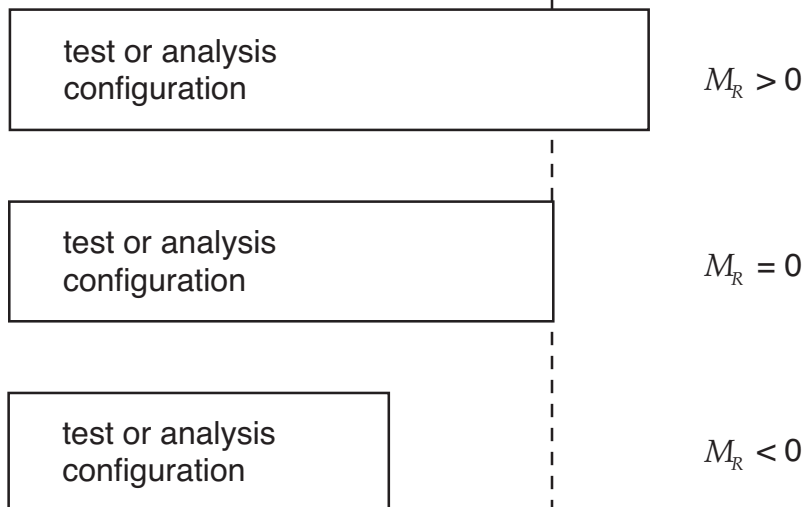 test or analysis
configuration
M_R > 0
test or analysis
configuration
M_R = 0
test or analysis
configuration
M_R < 0